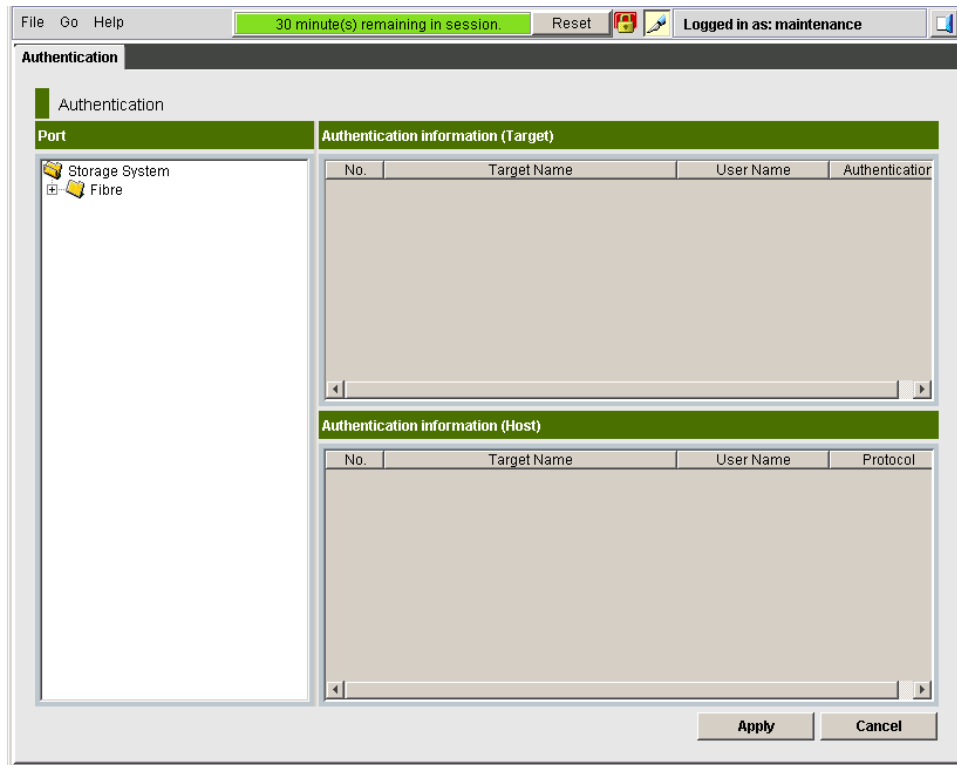 File Go Help 30 minute(s) remaining in session. Reset Logged in as: maintenance
Authentication
Authentication
Port Authentication information (Target)
Storage System No. Target Name User Name Authentication
Fibre
Authentication information (Host)
No. Target Name User Name Protocol
Apply Cancel